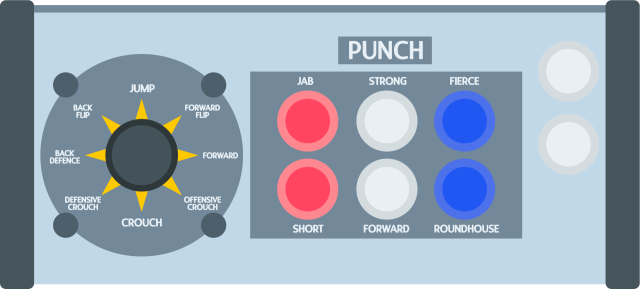 PUNCH
JAB STRONG FIERCE
SHORT FORWARD ROUNDHOUSE
JUMP
BACK
FLIP
FORWARD
FLIP
BACK
DEFENCE
FORWARD
DEFENSIVE
CROUCH
OFFENSIVE
CROUCH
CROUCH